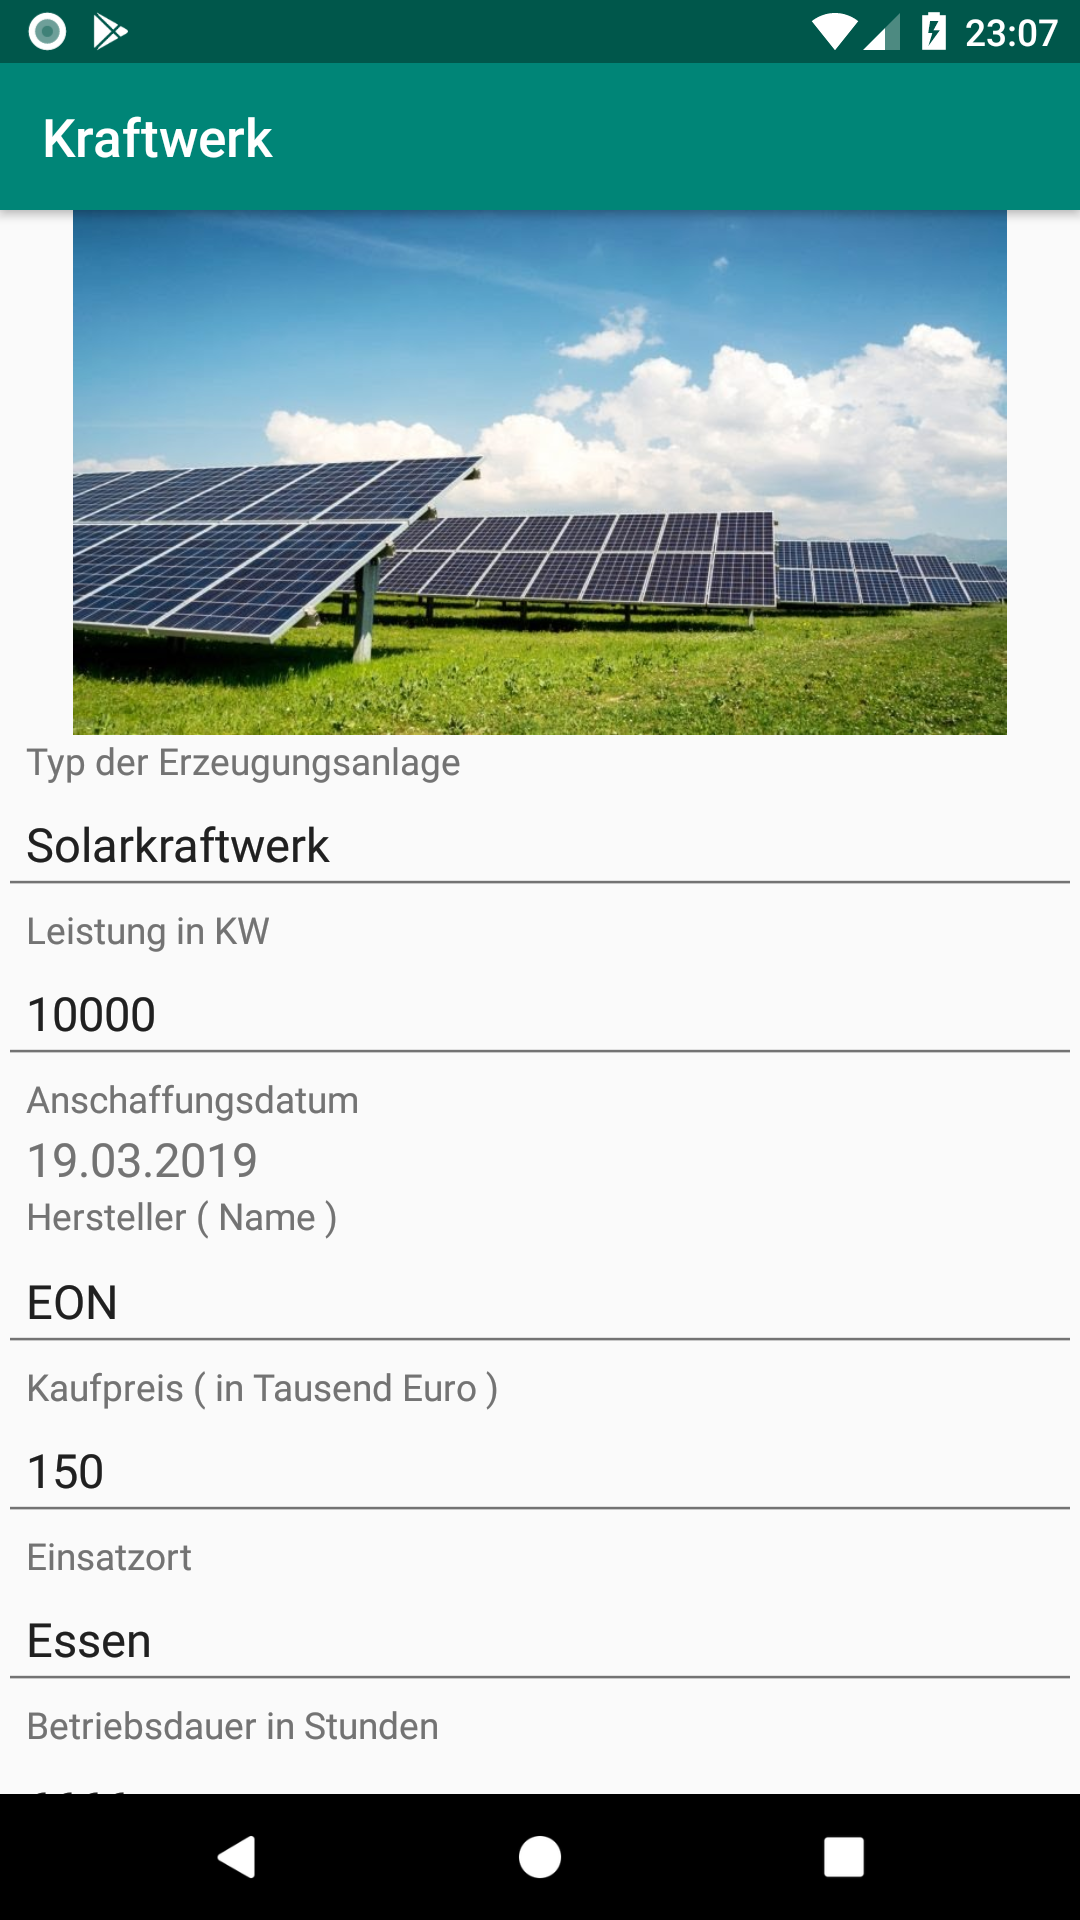 23:07
Kraftwerk
Typ der Erzeugungsanlage
Solarkraftwerk
Leistung in KW
10000
Anschaffungsdatum
19.03.2019
Hersteller ( Name )
EON
Kaufpreis ( in Tausend Euro )
150
Einsatzort
Essen
Betriebsdauer in Stunden